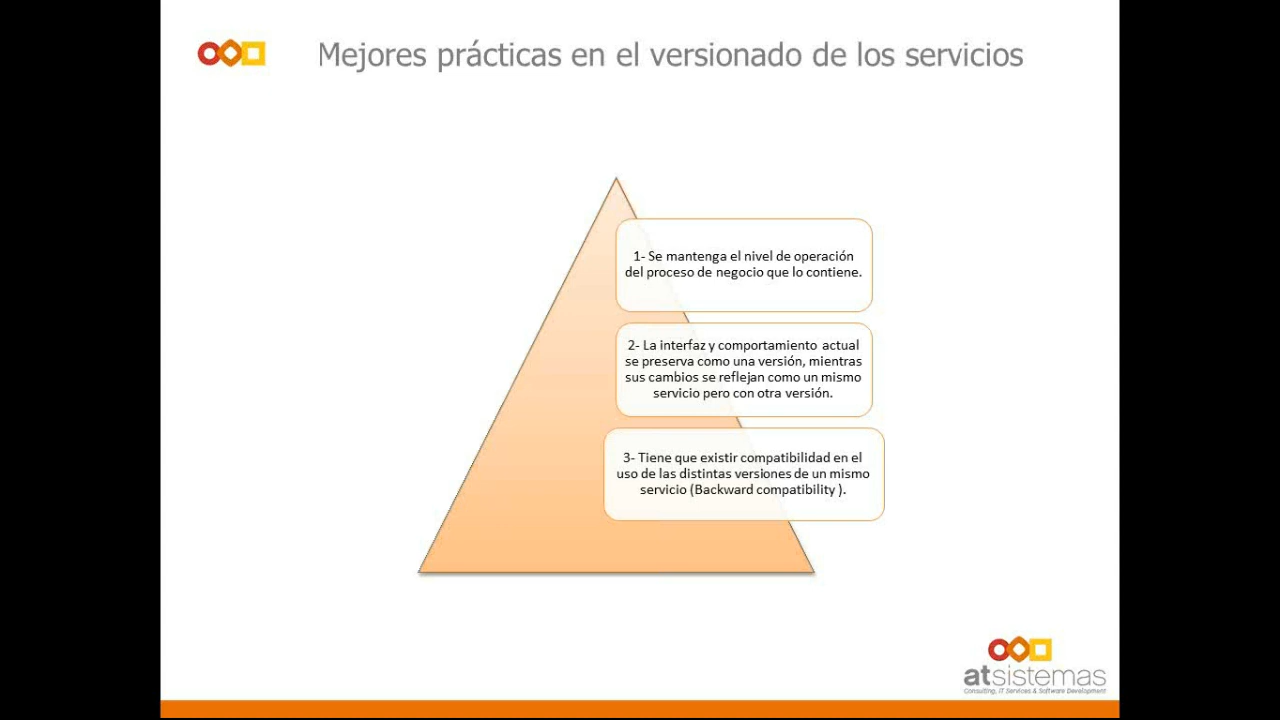 Mejores prácticas en el versionado de los servicios
1- Se mantenga el nivel de operación
del proceso de negocio que lo contiene.
2- La interfaz y comportamiento actual
se preserva como una versión, mientras
sus cambios se reflejan como un mismo
servicio pero con otra versión.
3- Tiene que existir compatibilidad en el
uso de las distintas versiones de un mismo
servicio (Backward compatibility ).
atsistemas
Consulting, IT Services & Software Development